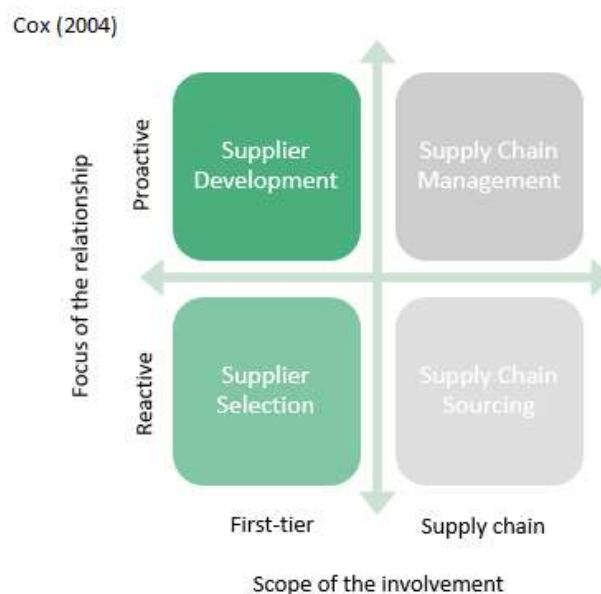 Cox (2004)
Focus of the relationship
Proactive
Supplier
Development
Supply Chain
Management
Reactive
Supplier
Selection
Supply Chain
Sourcing
First-tier
Supply chain
Scope of the involvement